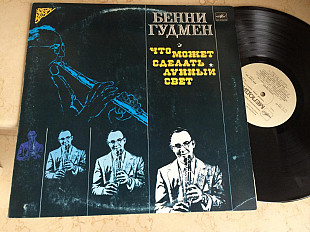 БЕННИ
ГУДМЕН
ЧТО МОЖЕТ
СДЕЛАТЬ
ЛУННЫЙ
СВЕТ